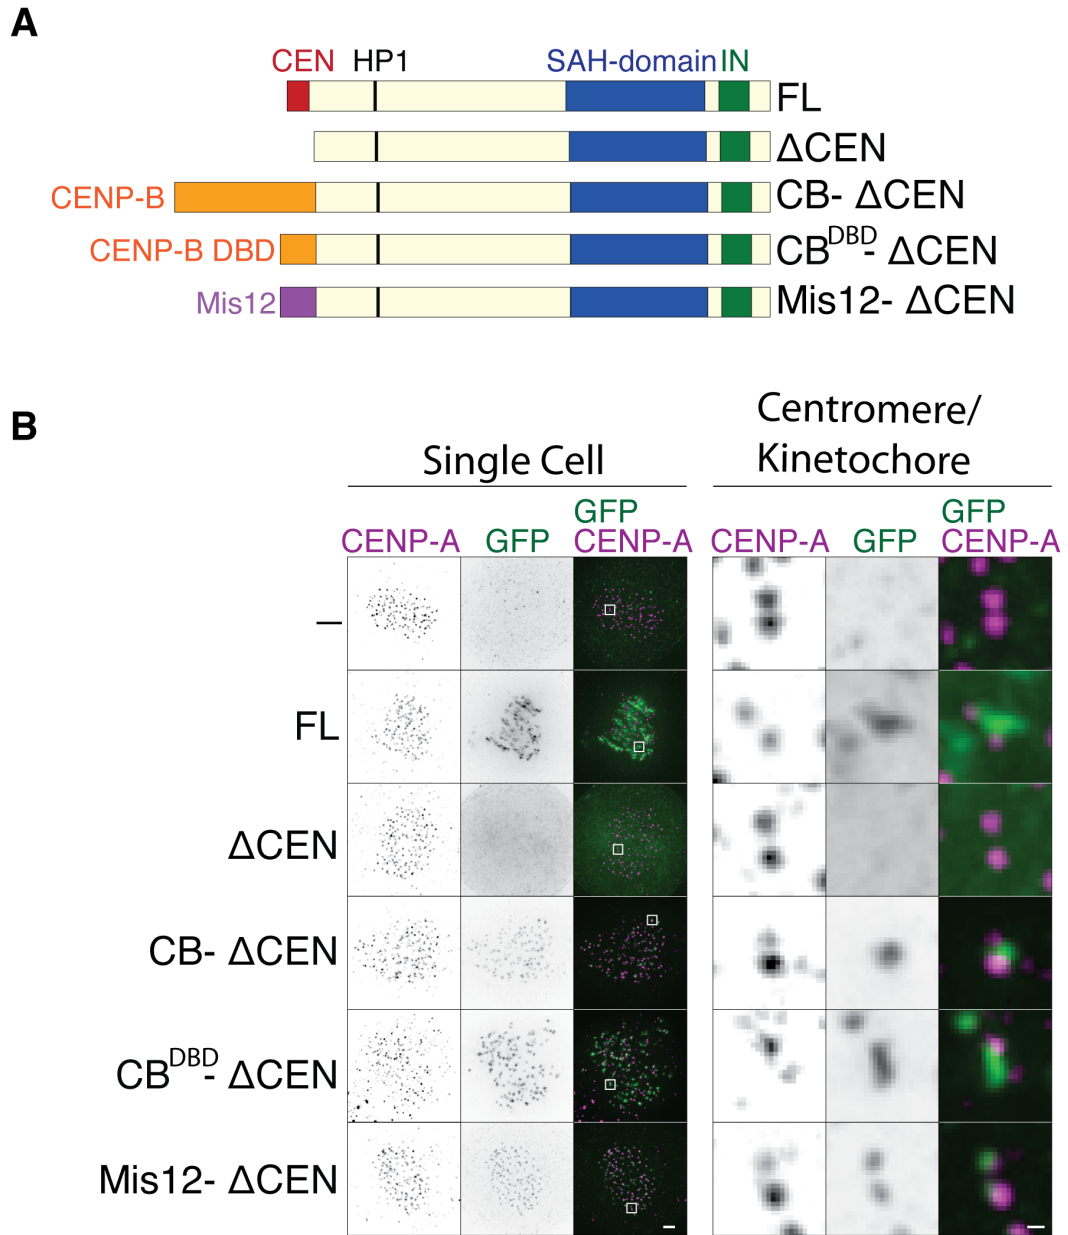 A
CEN HP1 SAH-domain IN
FL
ΔCEN
CENP-B CB- ΔCEN
CENP-B DBD CBDBD- ΔCEN
Mis12 Mis12- ΔCEN
B
Single Cell
Centromere/
Kinetochore
CENP-A GFP GFP
CENP-A
CENP-A GFP GFP
CENP-A
–
FL
ΔCEN
CB- ΔCEN
CBDBD- ΔCEN
Mis12- ΔCEN